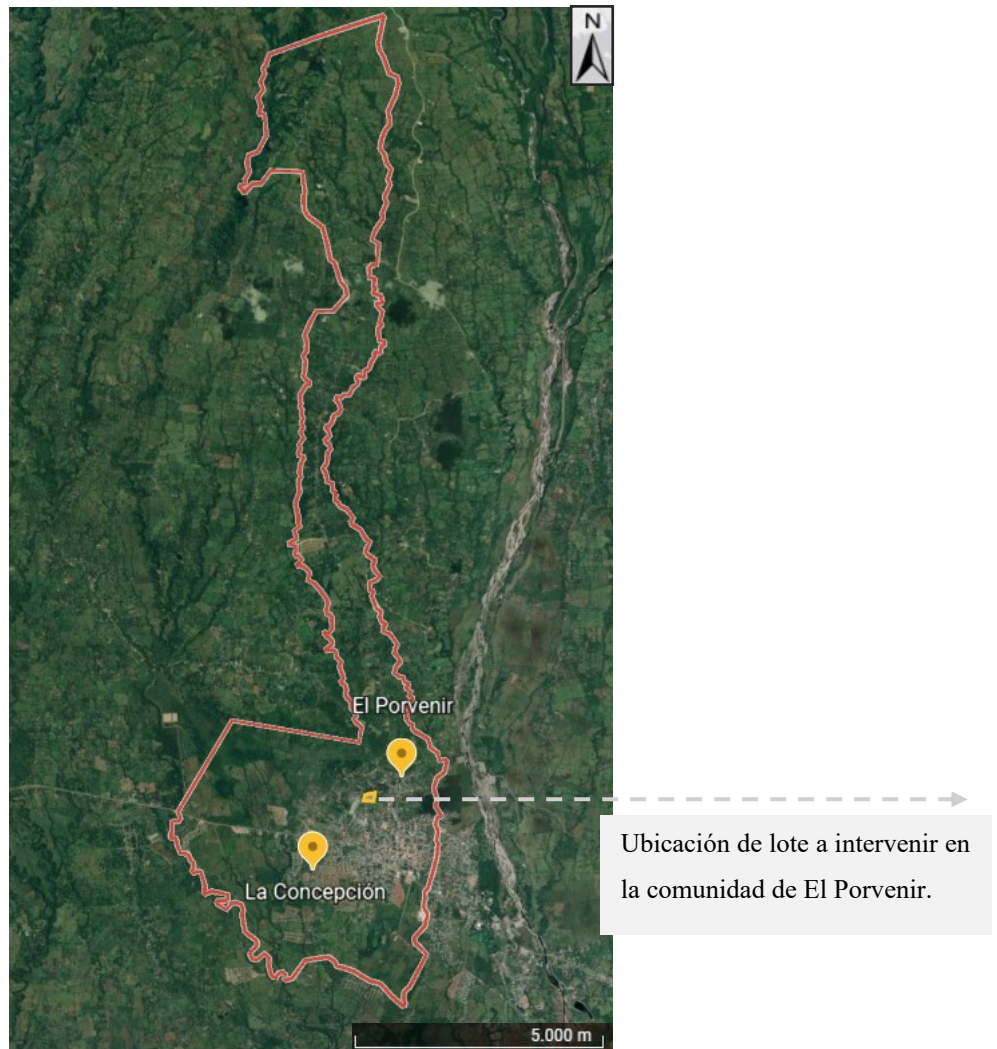 N
El Porvenir
Ubicación de lote a intervenir en
la comunidad de El Porvenir.
La Concepción
5.000 m